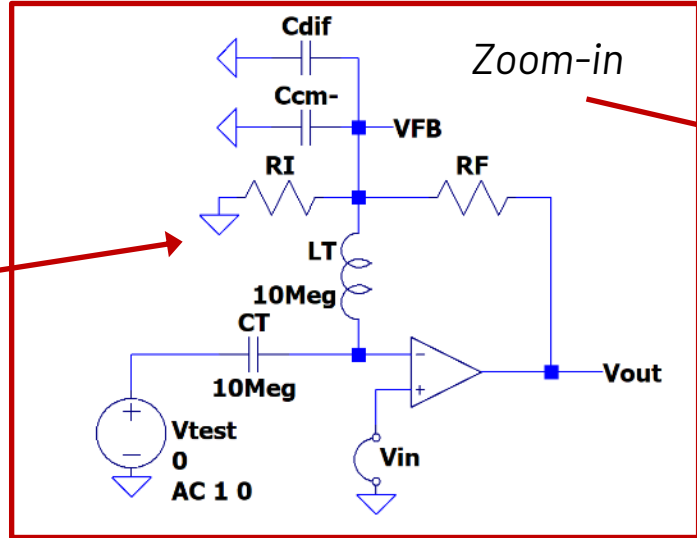 Cdif
Zoom-in
Ccm-
VFB
RI
RF
LT
10Meg
CT
10Meg
-
+
Vout
+
-
Vtest
0
AC 1 0
Vin